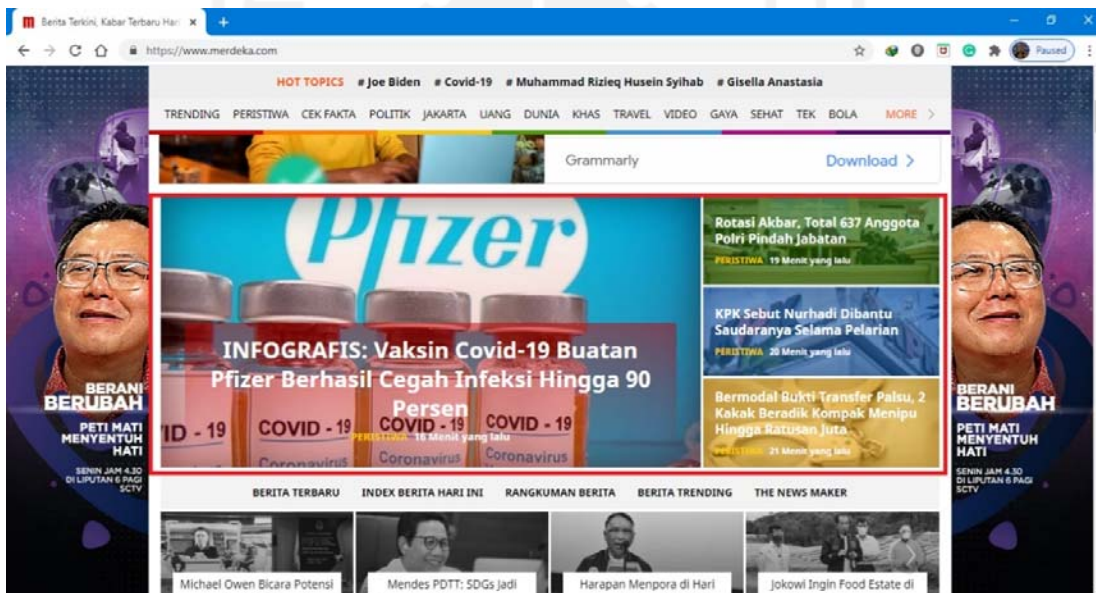 Berita Terkini, Kabar Terbaru Hari
https://www.merdeka.com
Paused
HOT TOPICS # Joe Biden # Covid-19 # Muhammad Rizieq Husein Syihab # Gisella Anastasia
TRENDING PERISTIWA CEK FAKTA POLITIK JAKARTA UANG DUNIA KHAS TRAVEL VIDEO GAYA SEHAT TEK BOLA MORE >
Grammarly
Download >
Pfizer
INFOGRAFIS: Vaksin Covid-19 Buatan
Pfizer Berhasil Cegah Infeksi Hingga 90
Persen
PERISTIWA 16 Menit yang lalu
ID - 19
COVID - 19
COVID - 19
COVID - 19
Coronavirus
Coronavirus
Coronavirus
Rotasi Akbar, Total 637 Anggota
Polri Pindah Jabatan
PERISTIWA 19 Menit yang lalu
KPK Sebut Nurhadi Dibantu
Saudaranya Selama Pelarian
PERISTIWA 20 Menit yang lalu
Bermodal Bukti Transfer Palsu, 2
Kakak Beradik Kompak Menipu
Hingga Ratusan Juta
PERISTIWA 21 Menit yang lalu
BERANI
BERUBAH
PETI MATI
MENYENTUH
HATI
SENIN JAM 4.30
DI LIPUTAN 6 PAGI
SCTV
BERANI
BERUBAH
PETI MATI
MENYENTUH
HATI
SENIN JAM 4.30
DI LIPUTAN 6 PAGI
SCTV
BERITA TERBARU INDEX BERITA HARI INI RANGKUMAN BERITA BERITA TRENDING THE NEWS MAKER
Michael Owen Bicara Potensi
Mendes PDTT: SDGs Jadi
Harapan Menpora di Hari
Jokowi Ingin Food Estate di